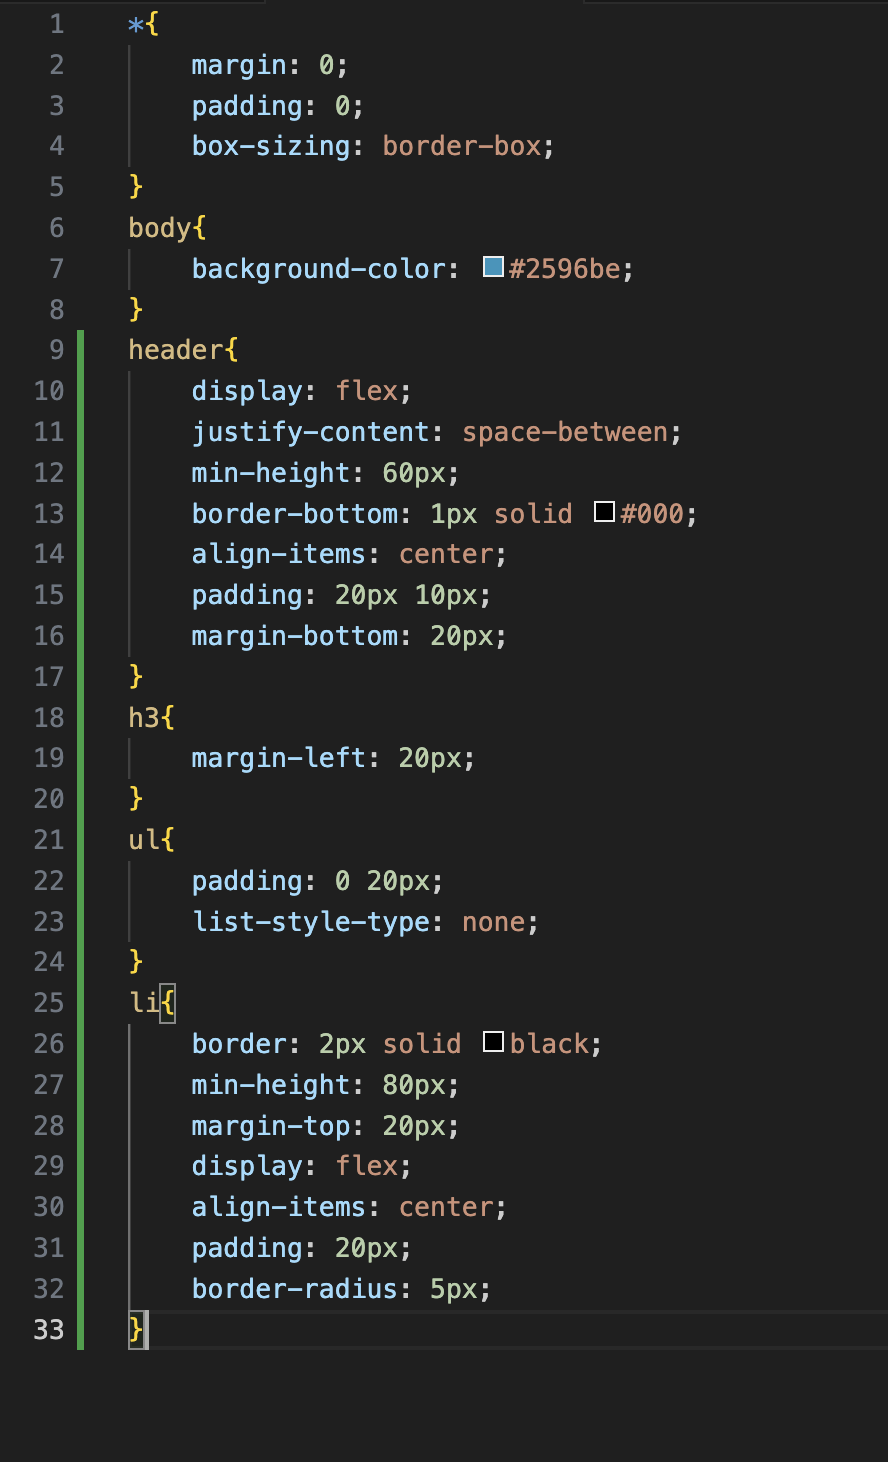 1 *{
2 margin: 0;
3 padding: 0;
4 box-sizing: border-box;
5 }
6 body{
7 background-color: #2596be;
8 }
9 header{
10 display: flex;
11 justify-content: space-between;
12 min-height: 60px;
13 border-bottom: 1px solid #000;
14 align-items: center;
15 padding: 20px 10px;
16 margin-bottom: 20px;
17 }
18 h3{
19 margin-left: 20px;
20 }
21 ul{
22 padding: 0 20px;
23 list-style-type: none;
24 }
25 li{
26 border: 2px solid black;
27 min-height: 80px;
28 margin-top: 20px;
29 display: flex;
30 align-items: center;
31 padding: 20px;
32 border-radius: 5px;
33 }